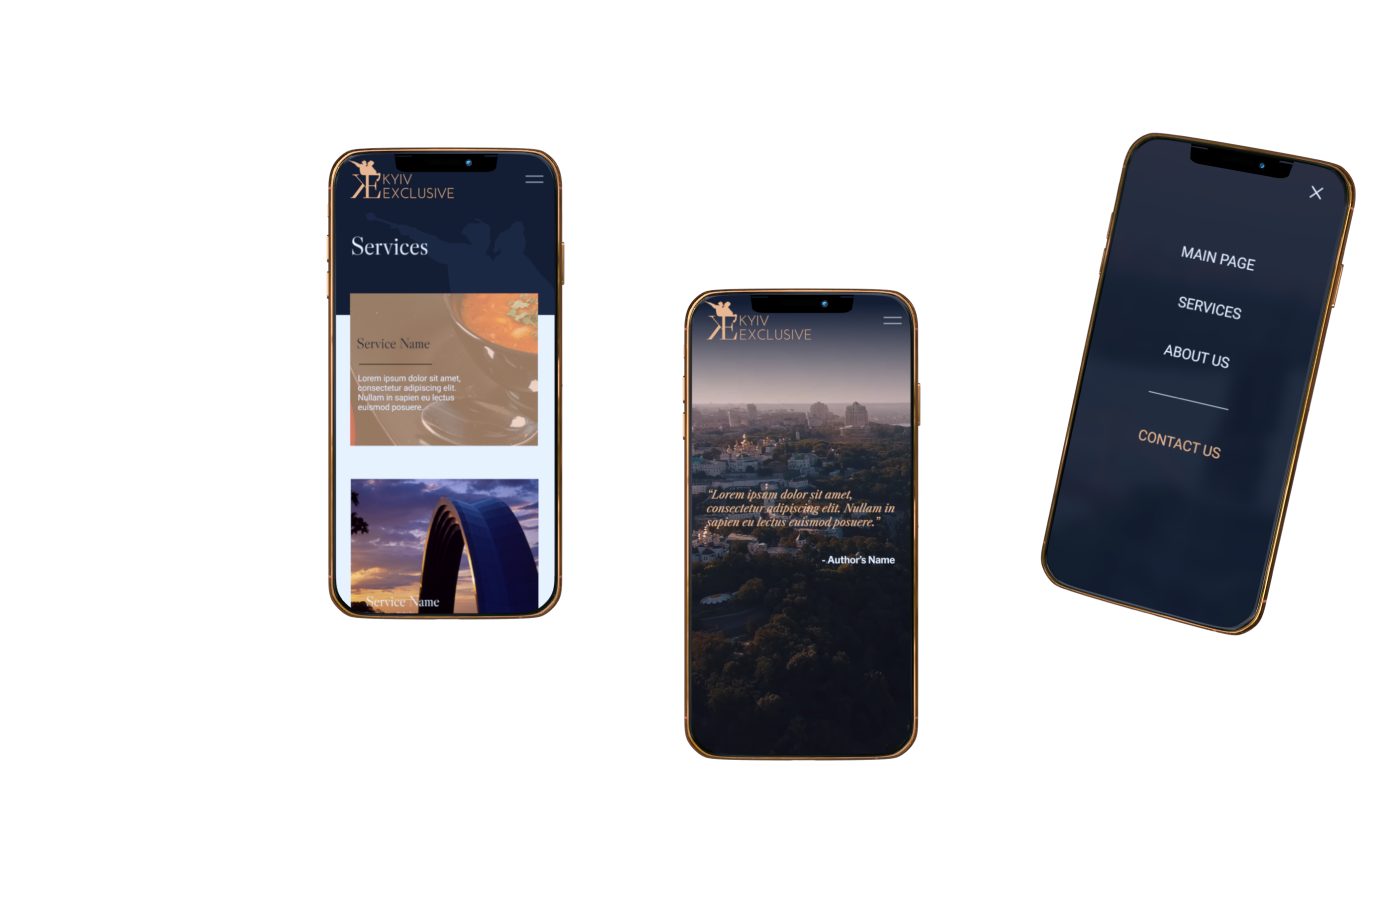 KYIV
EXCLUSIVE
Services
Service Name
Lorem ipsum dolor sit amet,
consectetur adipiscing elit.
Nullam in sapien eu lectus
euismod posuere.
Service Name
KYIV
EXCLUSIVE
“Lorem ipsum dolor sit amet,
consectetur adipiscing elit. Nullam in
sapien eu lectus euismod posuere.”
- Author's Name
MAIN PAGE
SERVICES
ABOUT US
CONTACT US